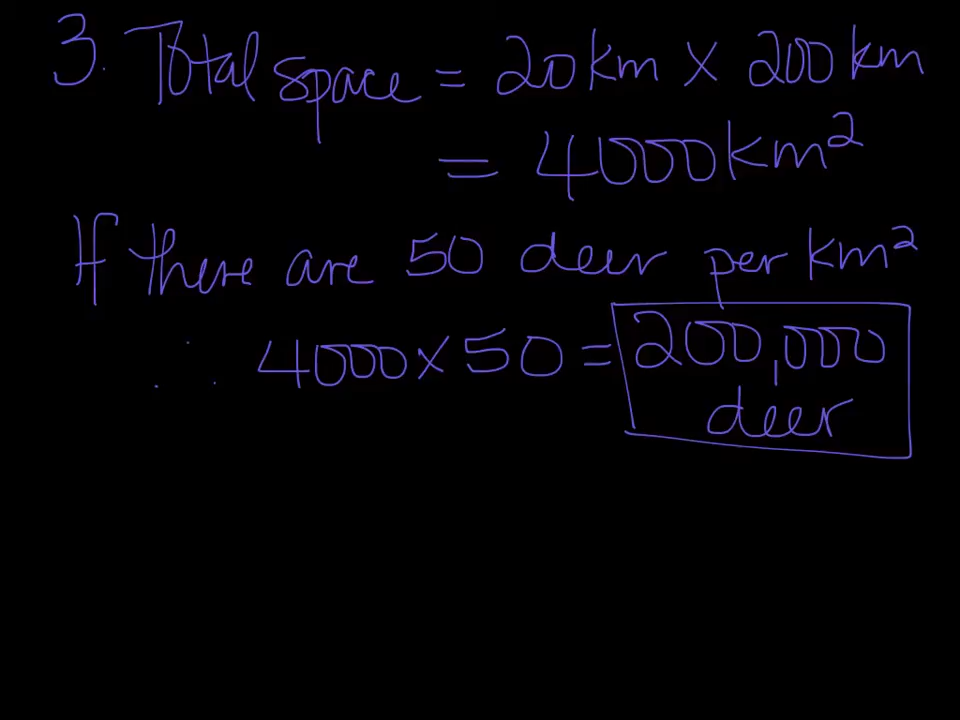 3. Total space = 20 km × 200 km
= 4000 km²
If there are 50 deer per km²
∴ 4000 × 50 = 200,000
deer